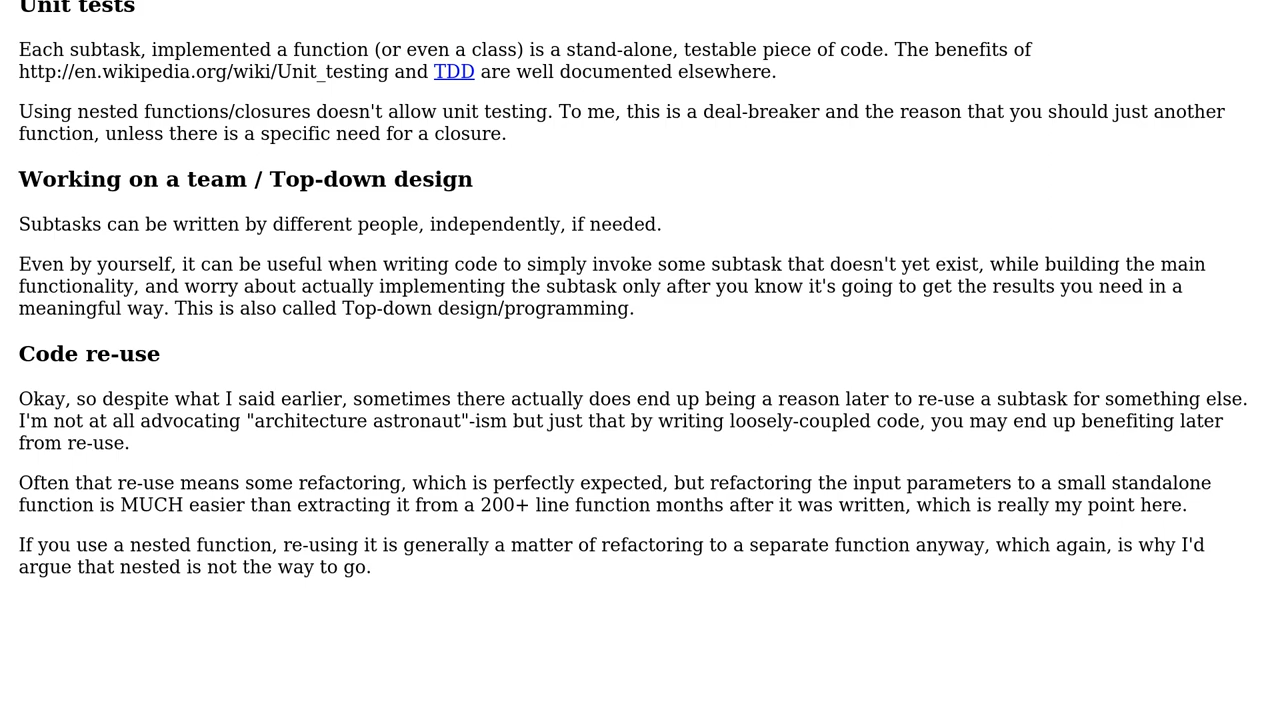 Unit tests
Each subtask, implemented a function (or even a class) is a stand-alone, testable piece of code. The benefits of
http://en.wikipedia.org/wiki/Unit_testing and TDD are well documented elsewhere.
Using nested functions/closures doesn't allow unit testing. To me, this is a deal-breaker and the reason that you should just another
function, unless there is a specific need for a closure.
Working on a team / Top-down design
Subtasks can be written by different people, independently, if needed.
Even by yourself, it can be useful when writing code to simply invoke some subtask that doesn't yet exist, while building the main
functionality, and worry about actually implementing the subtask only after you know it's going to get the results you need in a
meaningful way. This is also called Top-down design/programming.
Code re-use
Okay, so despite what I said earlier, sometimes there actually does end up being a reason later to re-use a subtask for something else.
I'm not at all advocating "architecture astronaut"-ism but just that by writing loosely-coupled code, you may end up benefiting later
from re-use.
Often that re-use means some refactoring, which is perfectly expected, but refactoring the input parameters to a small standalone
function is MUCH easier than extracting it from a 200+ line function months after it was written, which is really my point here.
If you use a nested function, re-using it is generally a matter of refactoring to a separate function anyway, which again, is why I'd
argue that nested is not the way to go.